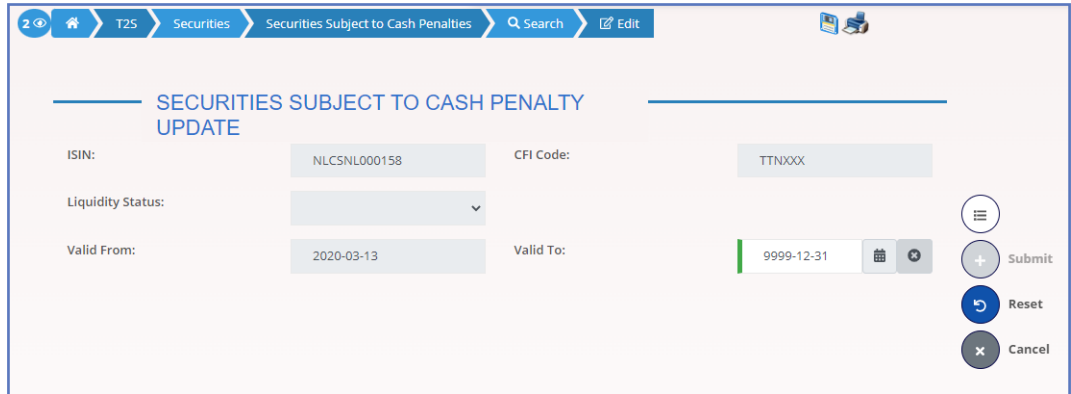 2 T2S Securities Securities Subject to Cash Penalties Search Edit
SECURITIES SUBJECT TO CASH PENALTY
UPDATE
ISIN: NLCSNL000158 CFI Code: TTNXXX
Liquidity Status:
Valid From: 2020-03-13 Valid To: 9999-12-31
Submit
Reset
Cancel